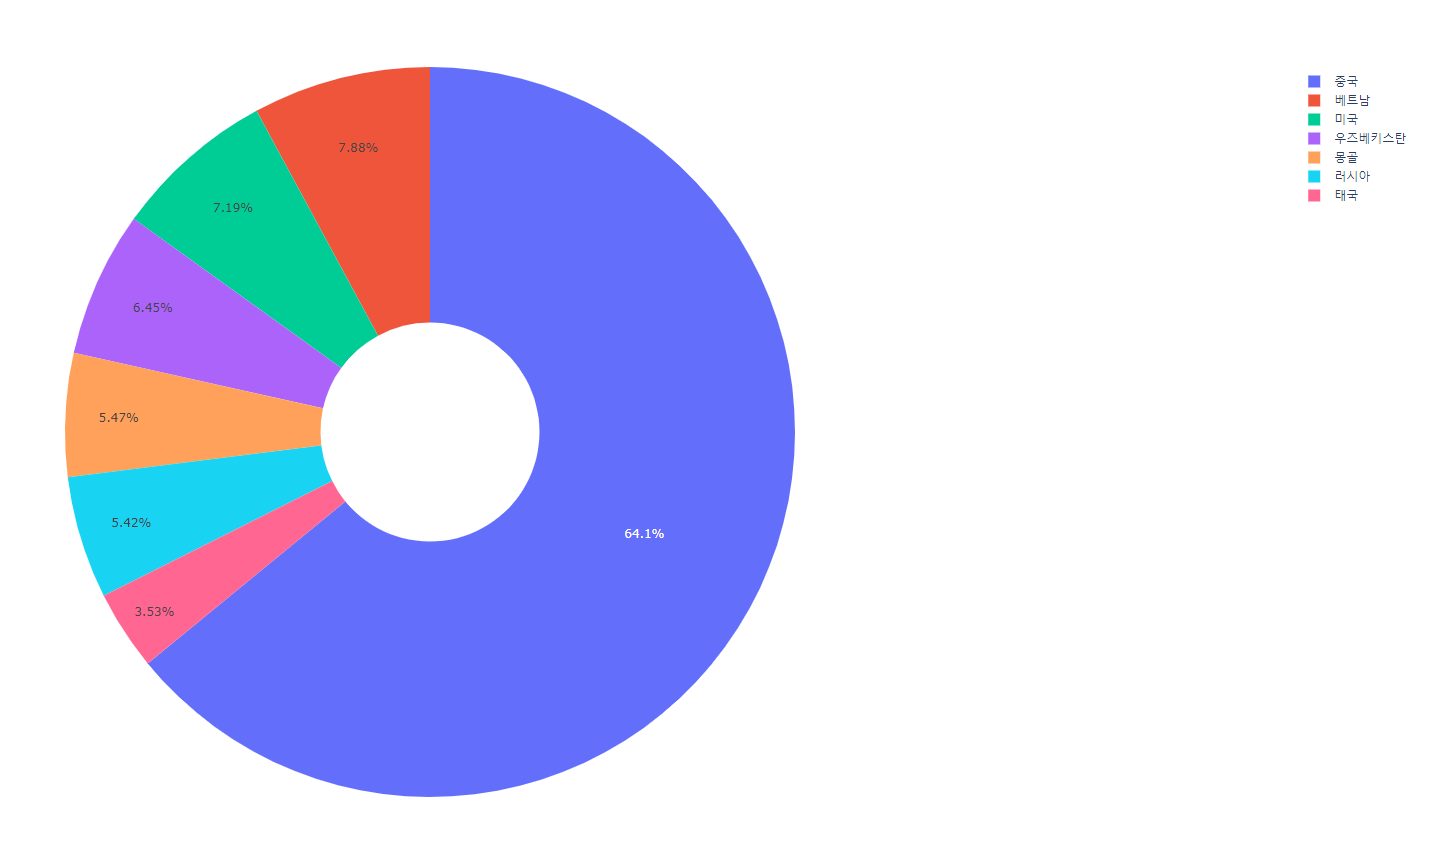 7.88%
7.19%
6.45%
5.47%
5.42%
3.53%
64.1%
중국
베트남
미국
우즈베키스탄
몽골
러시아
태국